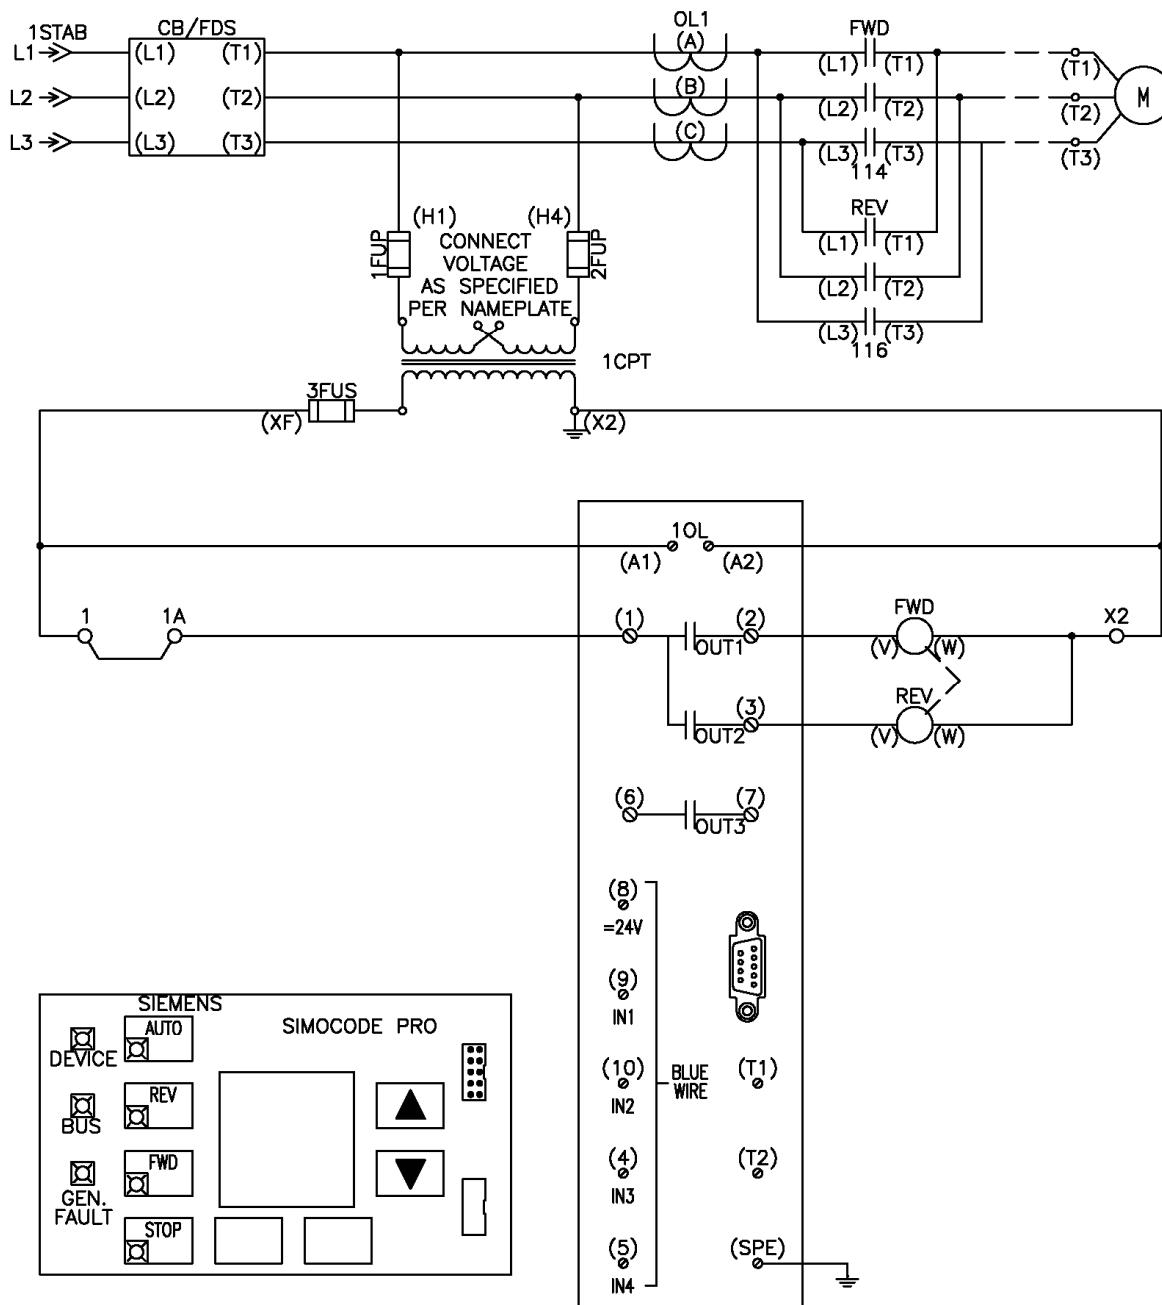 1STAB CB/FDS OL1 FWD
L1 (L1) (T1) (A) (L1) (T1) (T1)
L2 (L2) (T2) (B) (L2) (T2) (T2) M
L3 (L3) (T3) (C) (L3) (T3) (T3)
114
REV
(L1) (T1)
(L2) (T2)
(L3) (T3)
116
1FUP (H1) (H4) 2FUP
CONNECT
VOLTAGE
AS SPECIFIED
PER NAMEPLATE
1CPT
3FUS
(XF) (X2)
1OL
(A1) (A2)
1 1A (1) (2) FWD X2
OUT1 (V) (W)
(3) REV
OUT2 (V) (W)
(6) (7)
OUT3
(8)
=24V
(9)
IN1
(10) BLUE (T1)
WIRE
IN2
(4) (T2)
IN3
(5) (SPE)
IN4
SIEMENS
SIMOCODE PRO
AUTO
DEVICE
REV
BUS
FWD
GEN.
FAULT
STOP